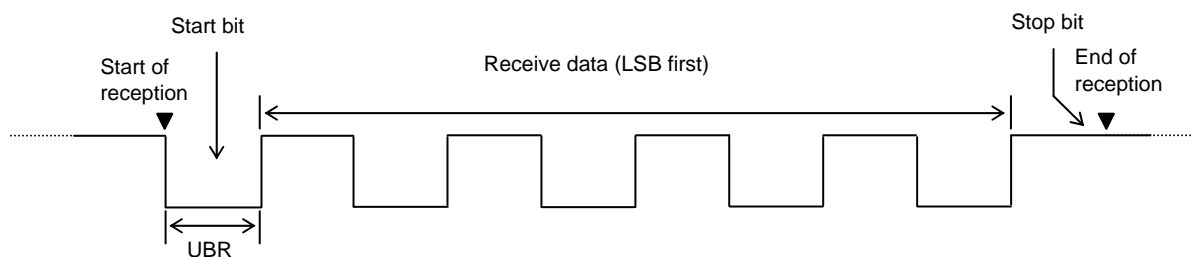 Start bit
Stop bit
Start of
reception
Receive data (LSB first)
End of
reception
UBR